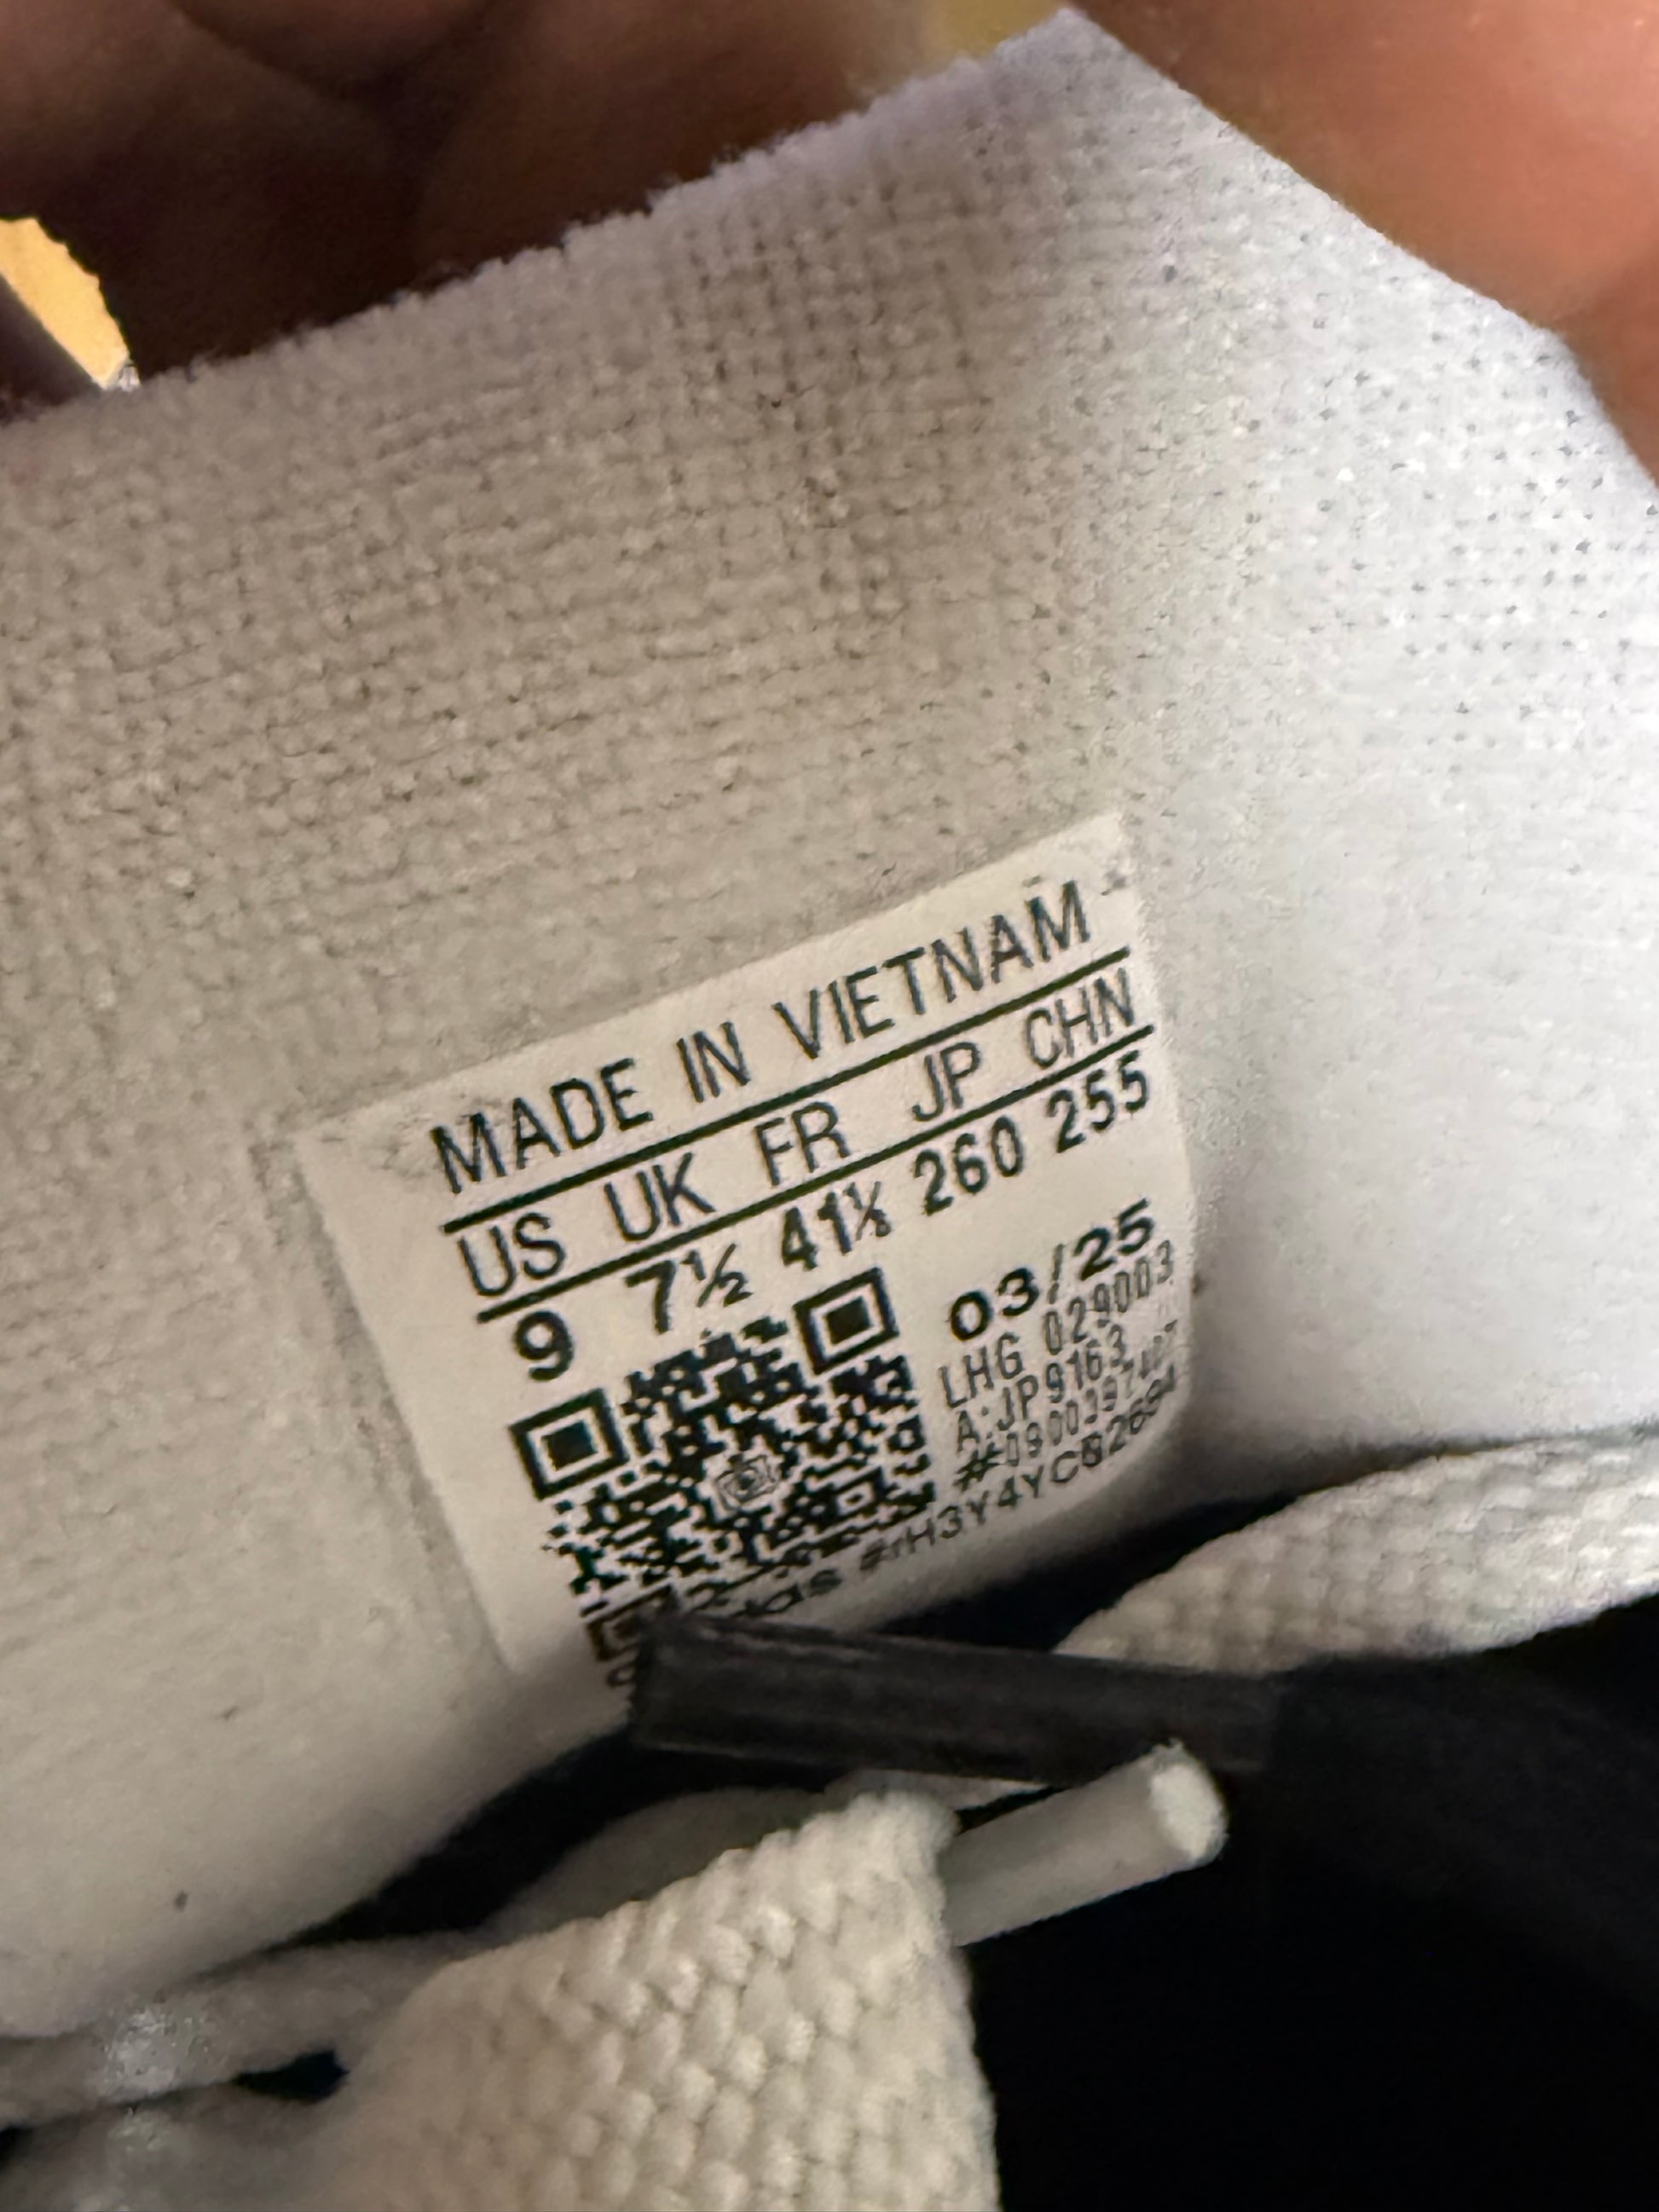 MADE IN VIETNAM
US UK FR JP CHN
9 7½ 41⅓ 260 255
03/25
LHG 029003
A:JP9163